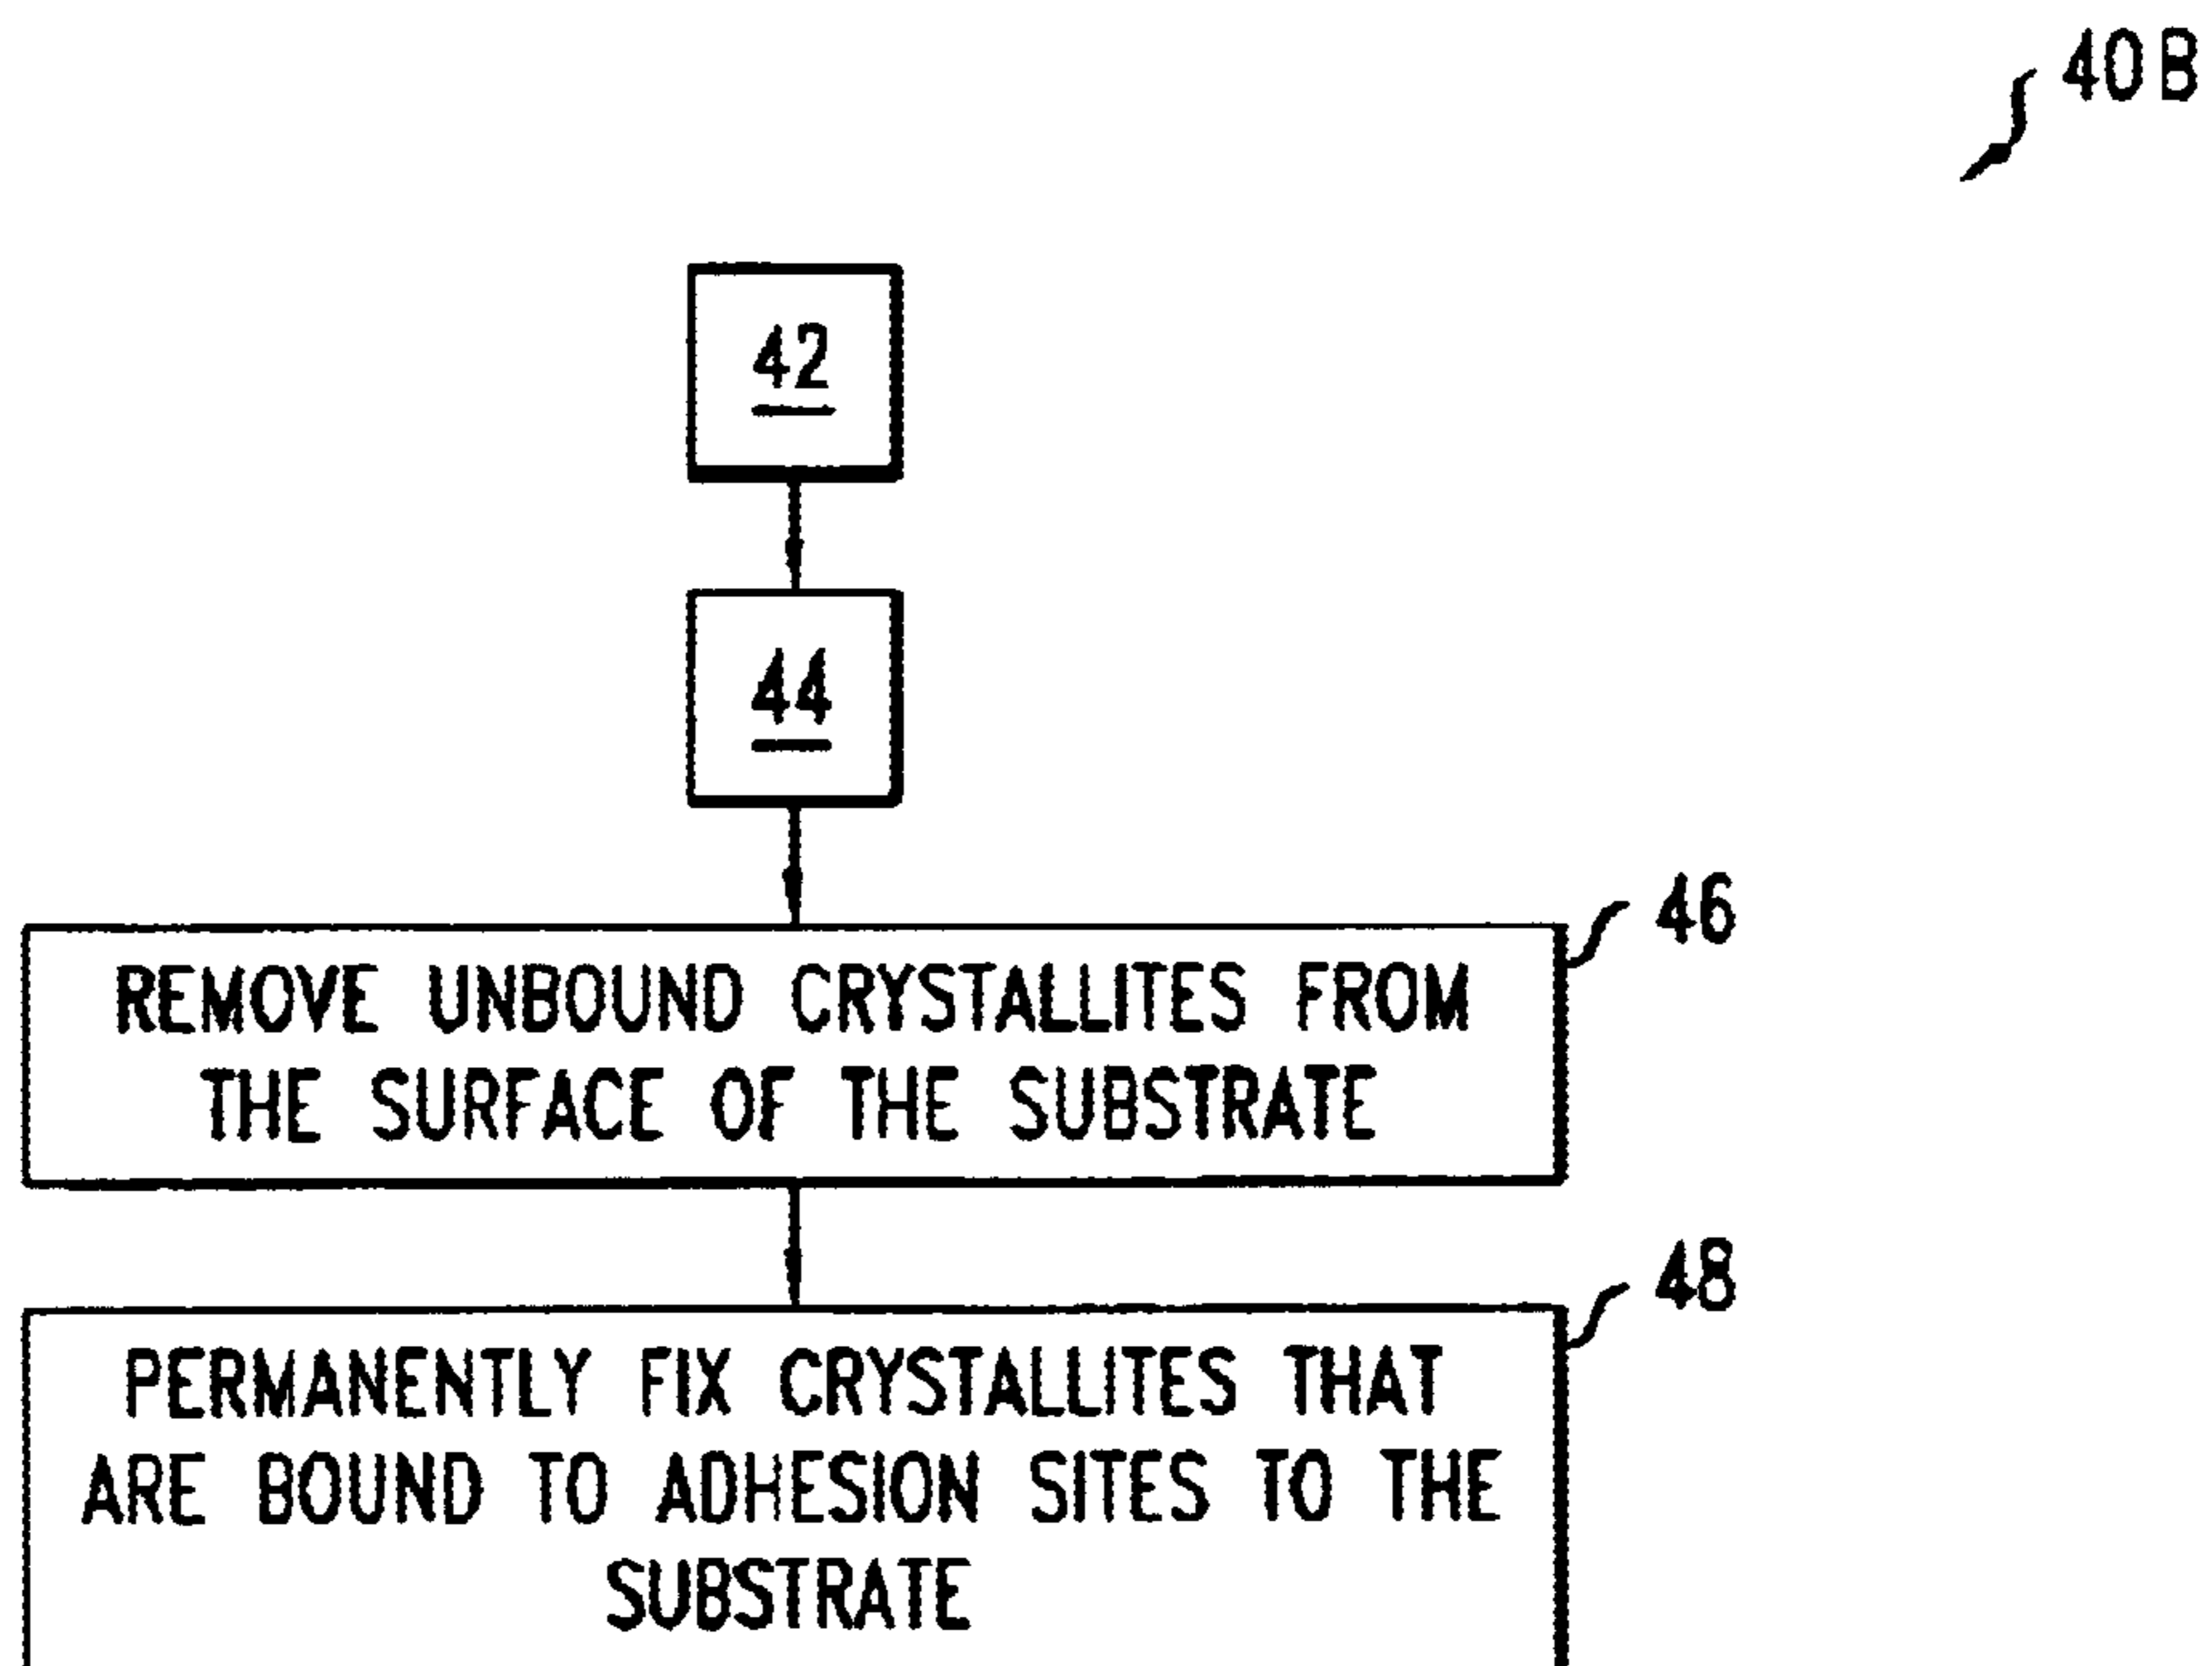 40B
42
44
46
REMOVE UNBOUND CRYSTALLITES FROM
THE SURFACE OF THE SUBSTRATE
48
PERMANENTLY FIX CRYSTALLITES THAT
ARE BOUND TO ADHESION SITES TO THE
SUBSTRATE